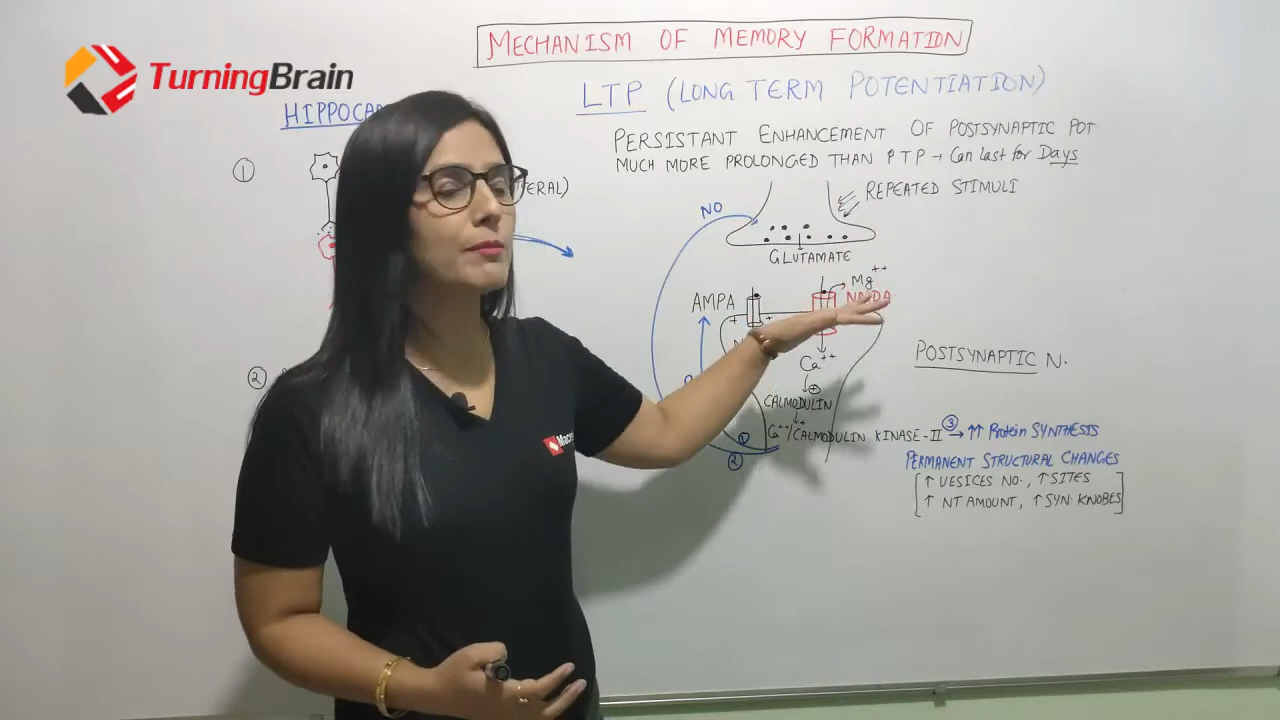 MECHANISM OF MEMORY FORMATION
TurningBrain
LTP (LONG TERM POTENTIATION)
HIPPOCA
PERSISTANT ENHANCEMENT OF POSTSYNAPTIC POT
MUCH MORE PROLONGED THAN PTP → Can last for Days
①
TERAL)
REPEATED STIMULI
NO
GLUTAMATE
Mg++
AMPA
NMDA
+ +
Ca++
POSTSYNAPTIC N.
②
⊕
CALMODULIN
Ca++/CALMODULIN KINASE-II ③→ ↑↑ Protein SYNTHESIS
①
②
PERMANENT STRUCTURAL CHANGES
↑ VESICES NO., ↑ SITES
↑ NT AMOUNT, ↑ SYN. KNOBES
Mace